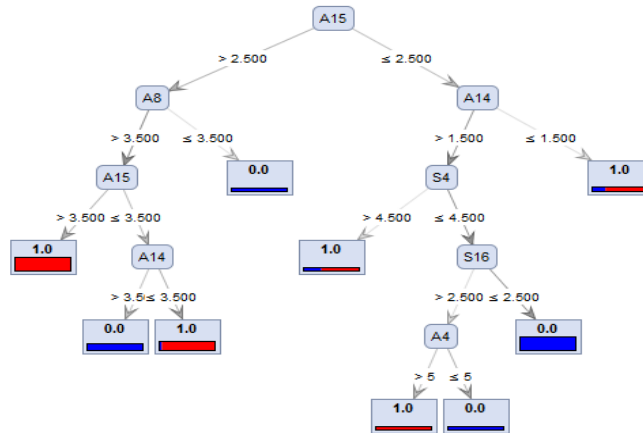 A15
> 2.500 ≤ 2.500
A8 A14
> 3.500 ≤ 3.500 > 1.500 ≤ 1.500
A15 0.0 S4 1.0
> 3.500 ≤ 3.500 > 4.500 ≤ 4.500
1.0 A14 1.0 S16
> 3.5 ≤ 3.500 > 2.500 ≤ 2.500
0.0 1.0 A4 0.0
> 5 ≤ 5
1.0 0.0